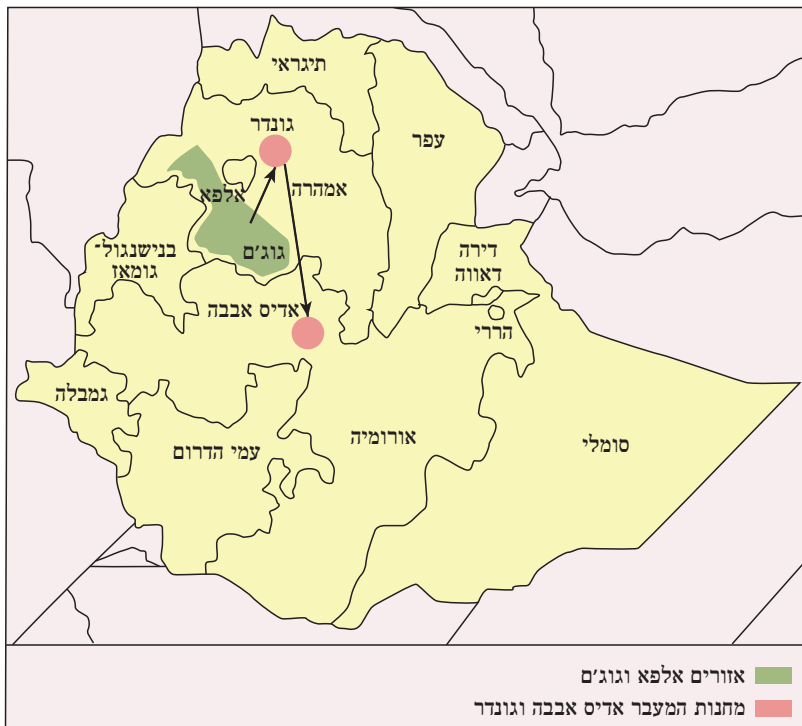 תיגראי
גונדר
עפר
אמהרה
אלפא
גוג'ם
בנישנגול־
גומאז
דירה
דאווה
אדיס אבבה
הררי
גמבלה
עמי הדרום
אורומיה
סומלי
אזורים אלפא וגוג'ם
מחנות המעבר אדיס אבבה וגונדר